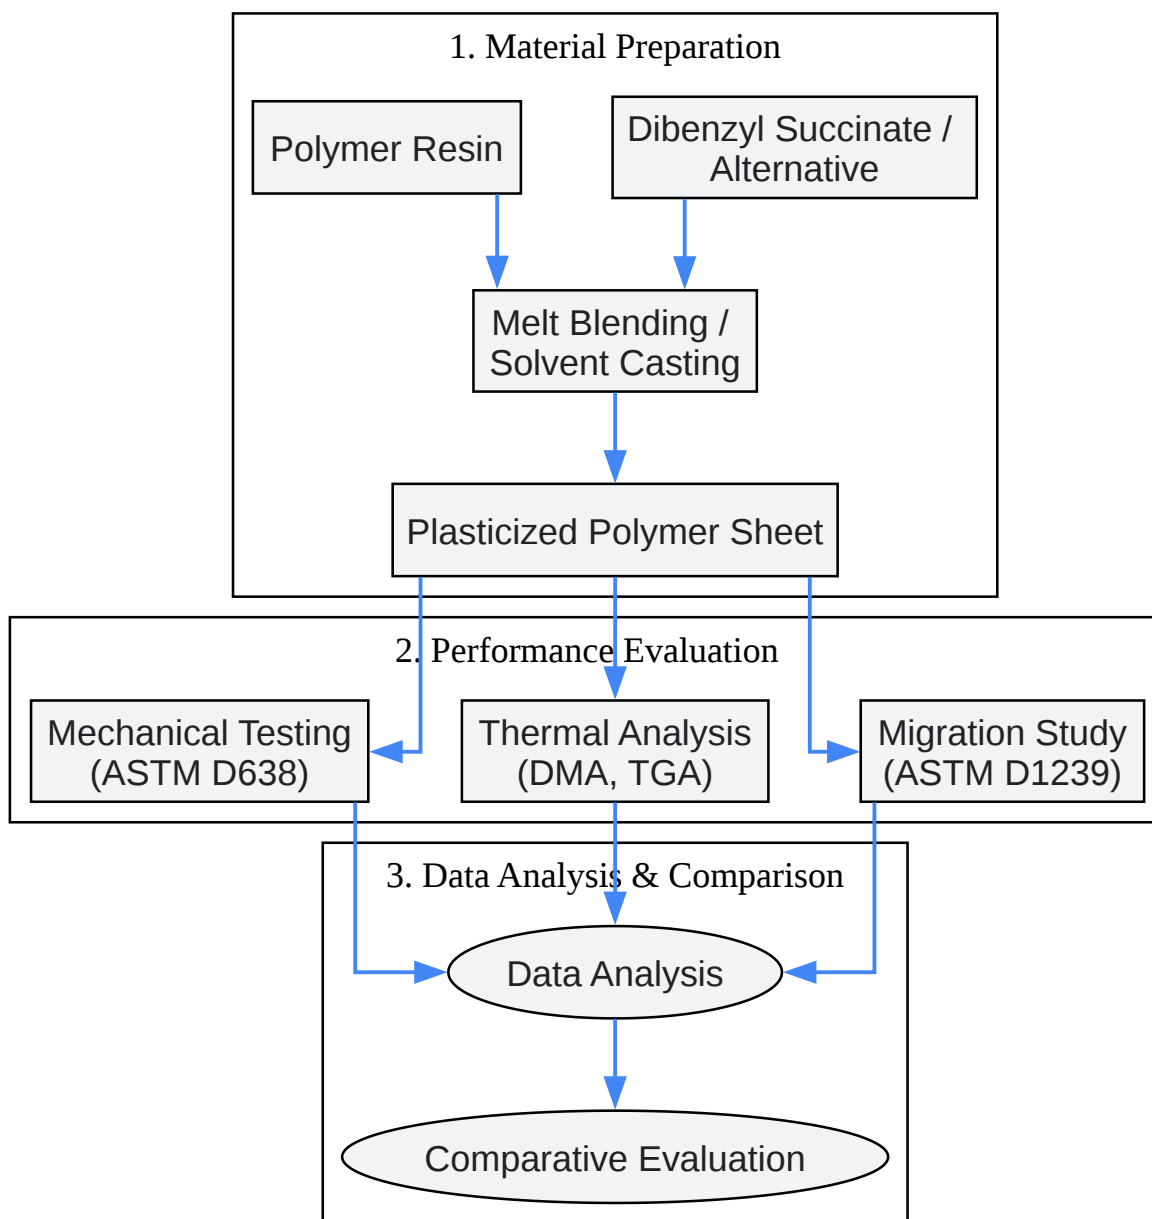 1. Material Preparation
Polymer Resin
Dibenzyl Succinate /
Alternative
Melt Blending /
Solvent Casting
Plasticized Polymer Sheet
2. Performance Evaluation
Mechanical Testing
(ASTM D638)
Thermal Analysis
(DMA, TGA)
Migration Study
(ASTM D1239)
3. Data Analysis & Comparison
Data Analysis
Comparative Evaluation